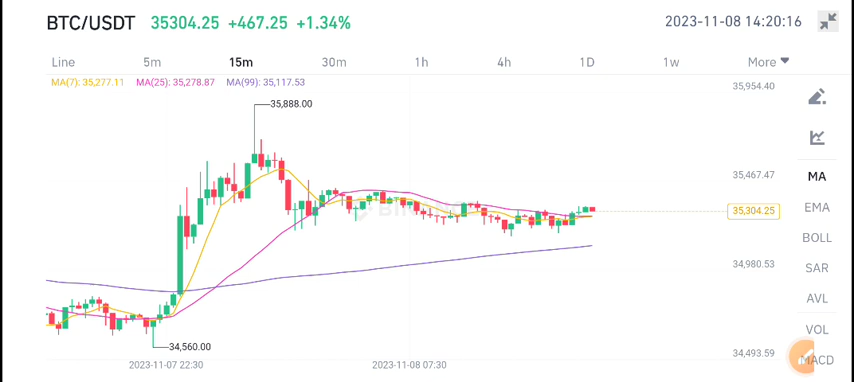 BTC/USDT 35304.25 +467.25 +1.34% 2023-11-08 14:20:16
Line 5m 15m 30m 1h 4h 1D 1w More
MA(7): 35,277.11 MA(25): 35,278.87 MA(99): 35,117.53
35,954.40
35,888.00
35,467.47
MA
35,304.25
EMA
BOLL
34,980.53
SAR
AVL
VOL
34,560.00
34,493.59
MACD
2023-11-07 22:30 2023-11-08 07:30